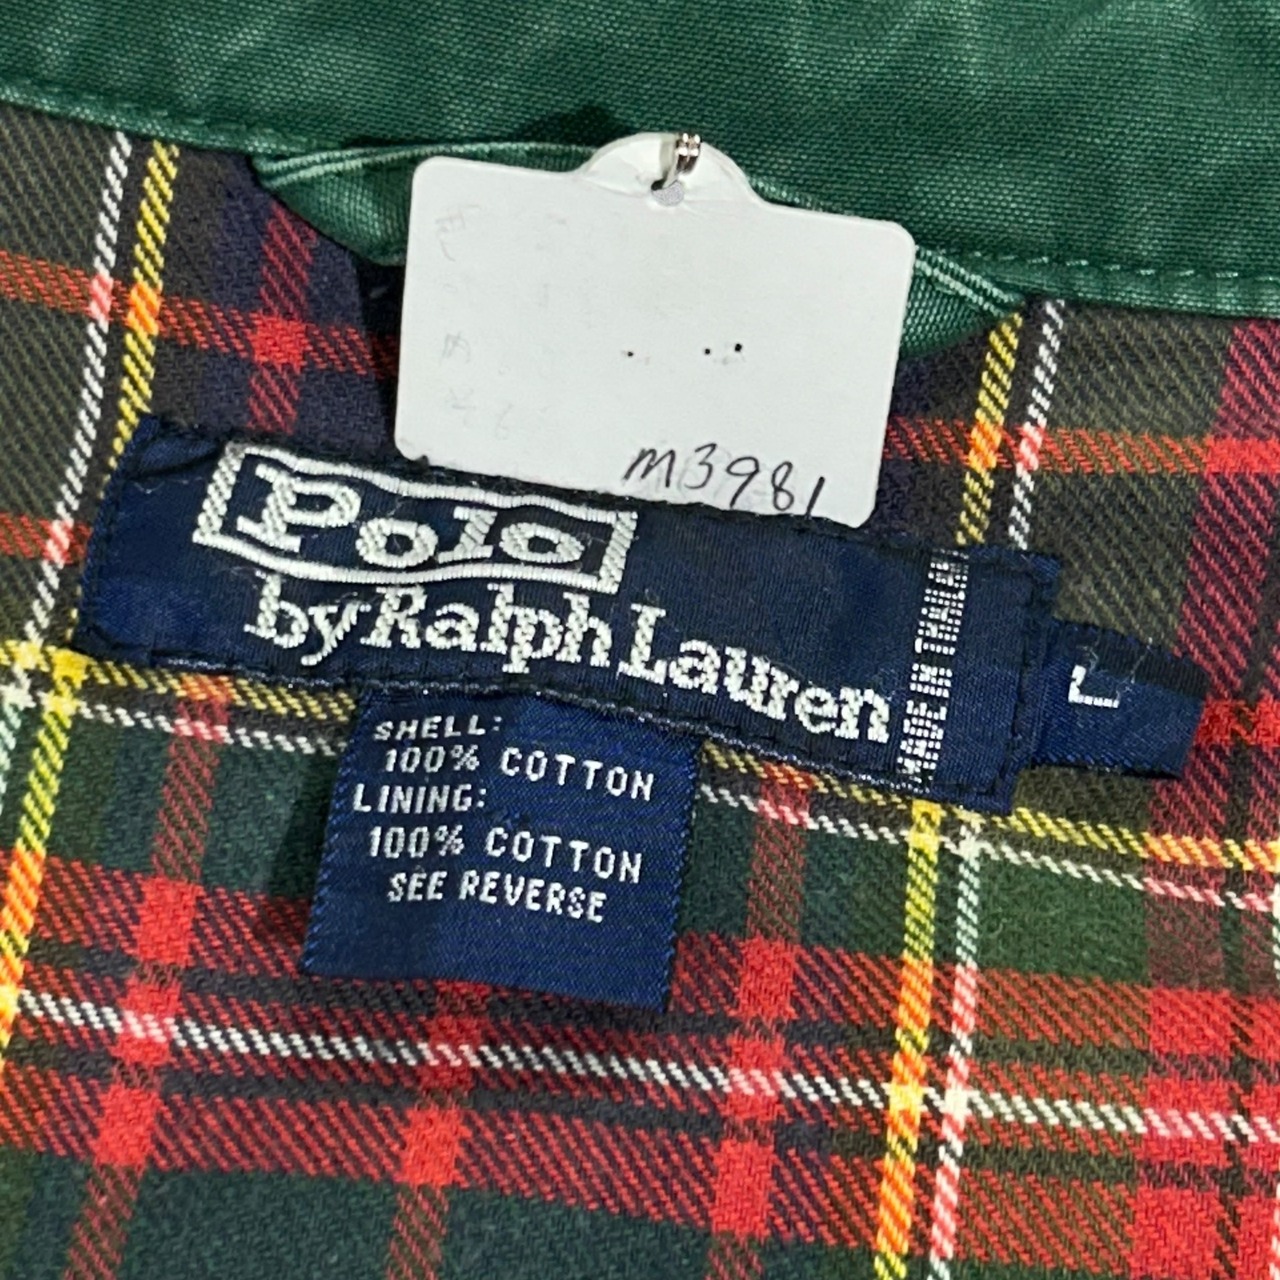 m3981
Polo
by Ralph Lauren
MADE IN THAILAND
L
SHELL:
100% COTTON
LINING:
100% COTTON
SEE REVERSE